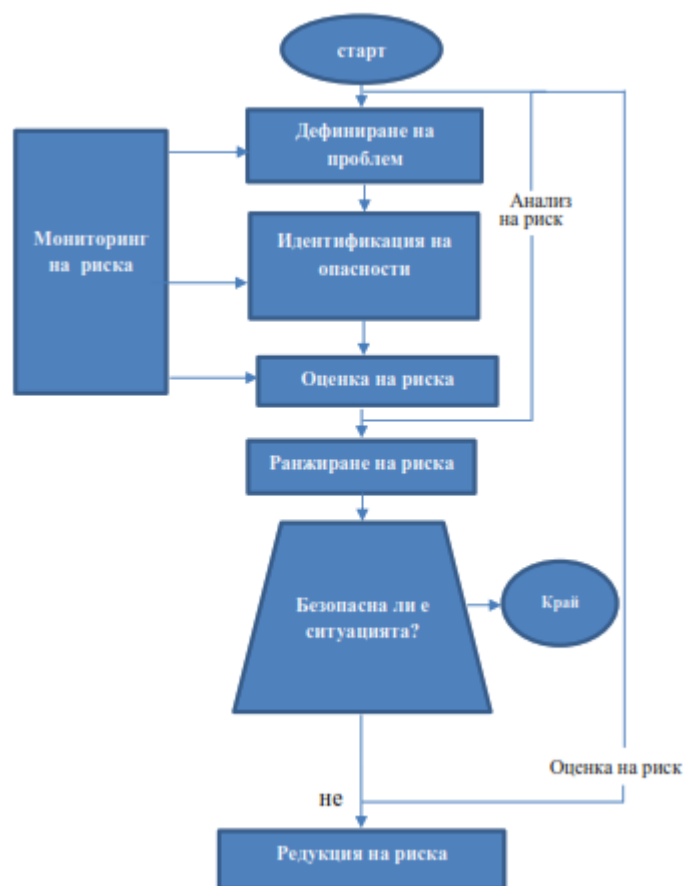 старт
Дефиниране на
проблем
Мониторинг
на риска
Анализ
на риск
Идентификация на
опасности
Оценка на риска
Ранжиране на риска
Безопасна ли е
ситуацията?
Край
Оценка на риск
не
Редукция на риска